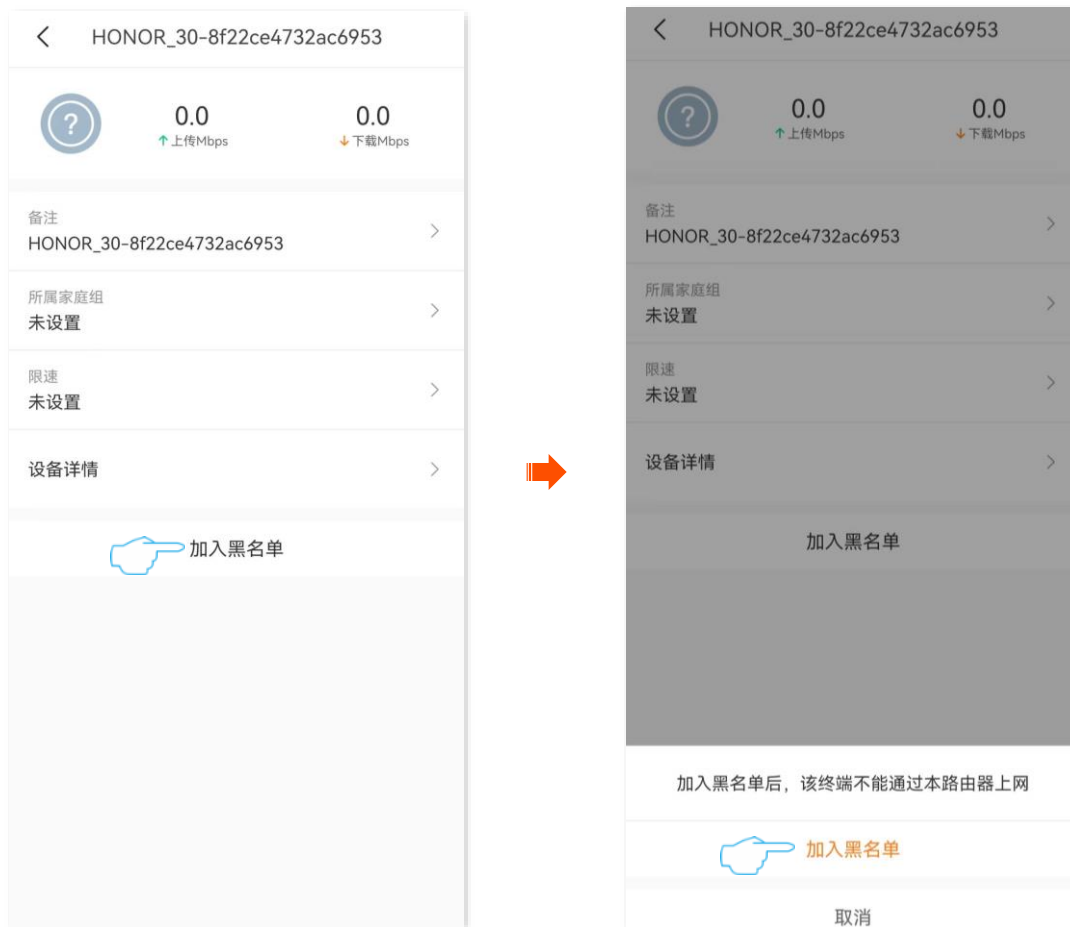 HONOR_30-8f22ce4732ac6953
0.0
0.0
↑上传Mbps
↓下载Mbps
备注
HONOR_30-8f22ce4732ac6953
所属家庭组
未设置
限速
未设置
设备详情
加入黑名单
HONOR_30-8f22ce4732ac6953
0.0
0.0
↑上传Mbps
↓下载Mbps
备注
HONOR_30-8f22ce4732ac6953
所属家庭组
未设置
限速
未设置
设备详情
加入黑名单
加入黑名单后，该终端不能通过本路由器上网
加入黑名单
取消